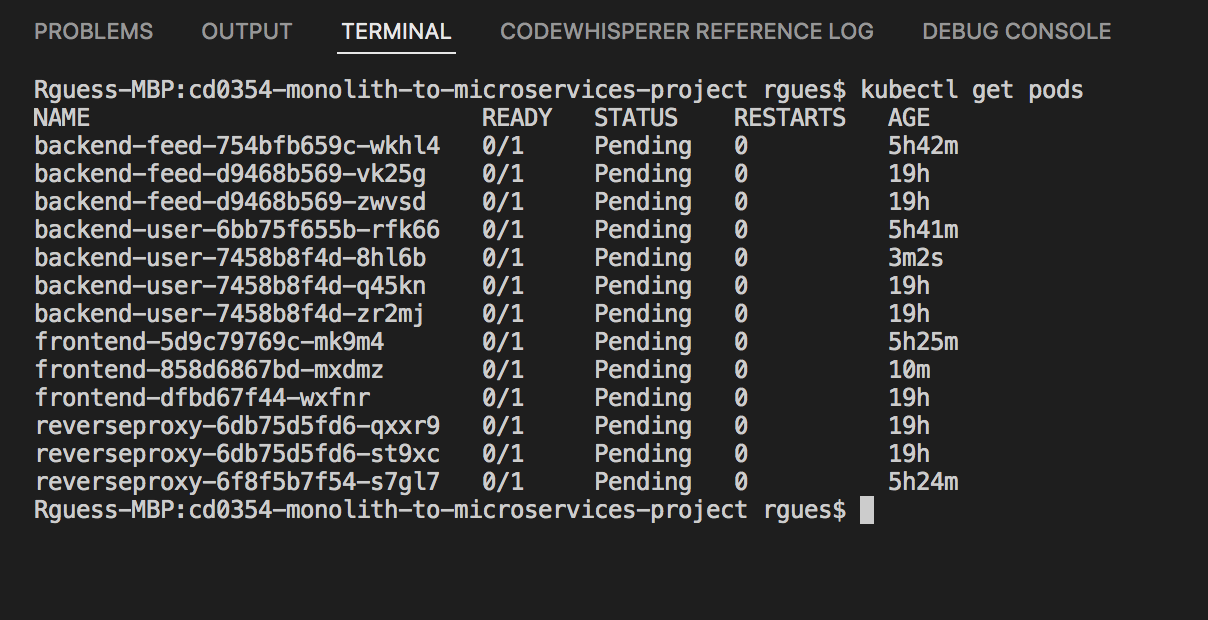 PROBLEMS OUTPUT TERMINAL CODEWHISPERER REFERENCE LOG DEBUG CONSOLE
Rguess-MBP:cd0354-monolith-to-microservices-project rgues$ kubectl get pods
NAME READY STATUS RESTARTS AGE
backend-feed-754bfb659c-wkhl4 0/1 Pending 0 5h42m
backend-feed-d9468b569-vk25g 0/1 Pending 0 19h
backend-feed-d9468b569-zwvsd 0/1 Pending 0 19h
backend-user-6bb75f655b-rfk66 0/1 Pending 0 5h41m
backend-user-7458b8f4d-8hl6b 0/1 Pending 0 3m2s
backend-user-7458b8f4d-q45kn 0/1 Pending 0 19h
backend-user-7458b8f4d-zr2mj 0/1 Pending 0 19h
frontend-5d9c79769c-mk9m4 0/1 Pending 0 5h25m
frontend-858d6867bd-mxdmz 0/1 Pending 0 10m
frontend-dfbd67f44-wxfnr 0/1 Pending 0 19h
reverseproxy-6db75d5fd6-qxxr9 0/1 Pending 0 19h
reverseproxy-6db75d5fd6-st9xc 0/1 Pending 0 19h
reverseproxy-6f8f5b7f54-s7gl7 0/1 Pending 0 5h24m
Rguess-MBP:cd0354-monolith-to-microservices-project rgues$